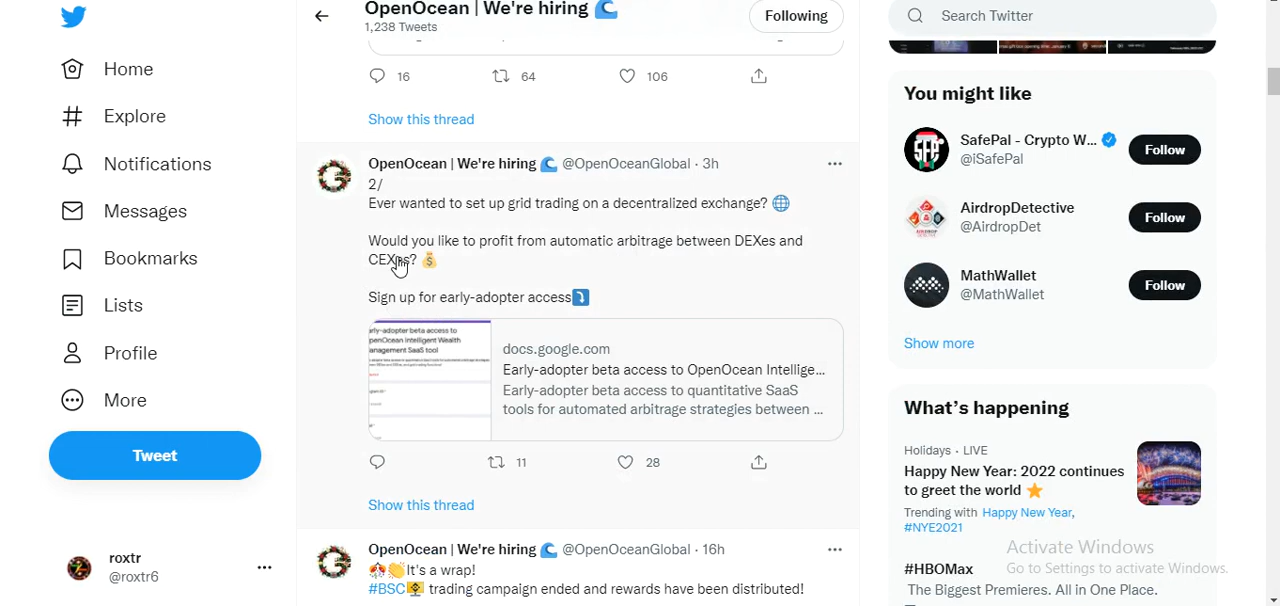 OpenOcean | We're hiring 🌊
1,238 Tweets
Following
Search Twitter
Home
Explore
Notifications
Messages
Bookmarks
Lists
Profile
More
Tweet
roxtr
@roxtr6
16 64 106
Show this thread
OpenOcean | We're hiring 🌊 @OpenOceanGlobal · 3h
2/
Ever wanted to set up grid trading on a decentralized exchange? 🌐
Would you like to profit from automatic arbitrage between DEXes and
CEXes? 💰
Sign up for early-adopter access⤵️
docs.google.com
Early-adopter beta access to OpenOcean Intellige...
Early-adopter beta access to quantitative SaaS
tools for automated arbitrage strategies between ...
11 28
Show this thread
OpenOcean | We're hiring 🌊 @OpenOceanGlobal · 16h
🎊👏It's a wrap!
#BSC trading campaign ended and rewards have been distributed!
You might like
SafePal - Crypto W...
@iSafePal
Follow
AirdropDetective
@AirdropDet
Follow
MathWallet
@MathWallet
Follow
Show more
What's happening
Holidays · LIVE
Happy New Year: 2022 continues
to greet the world ⭐
Trending with Happy New Year,
#NYE2021
#HBOMax
The Biggest Premieres. All in One Place.
Activate Windows
Go to Settings to activate Windows.